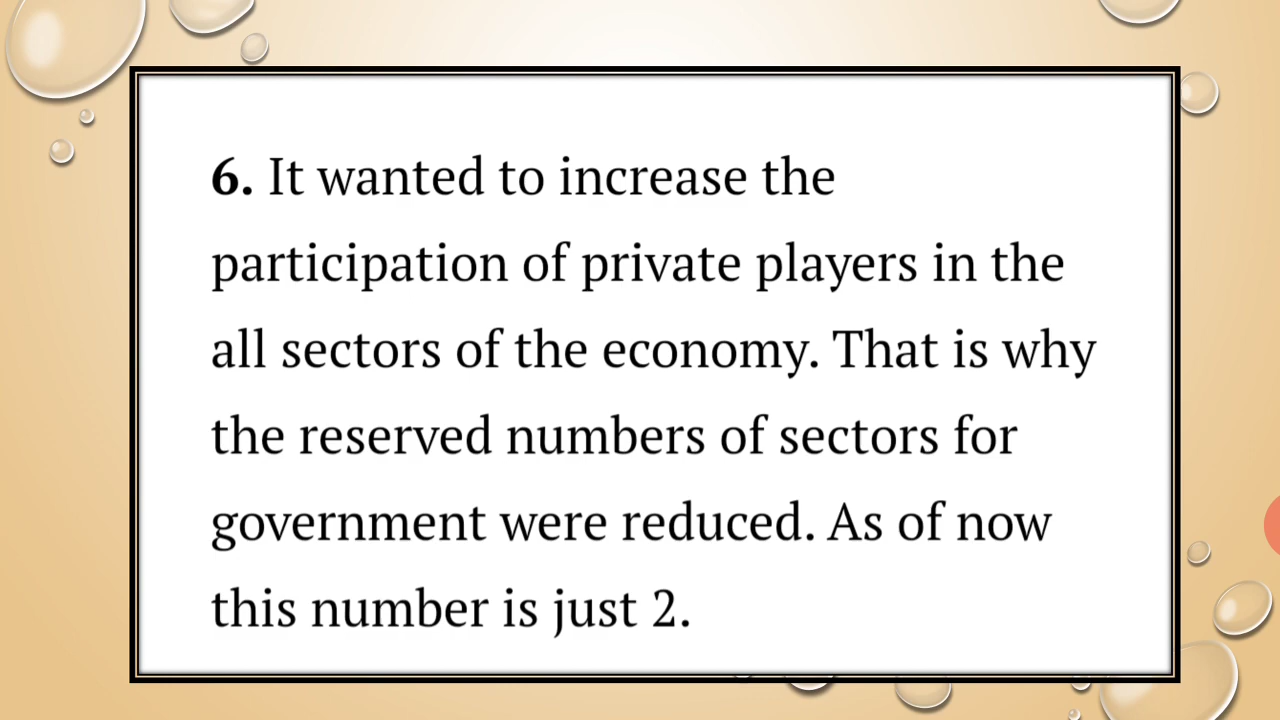 6. It wanted to increase the
participation of private players in the
all sectors of the economy. That is why
the reserved numbers of sectors for
government were reduced. As of now
this number is just 2.